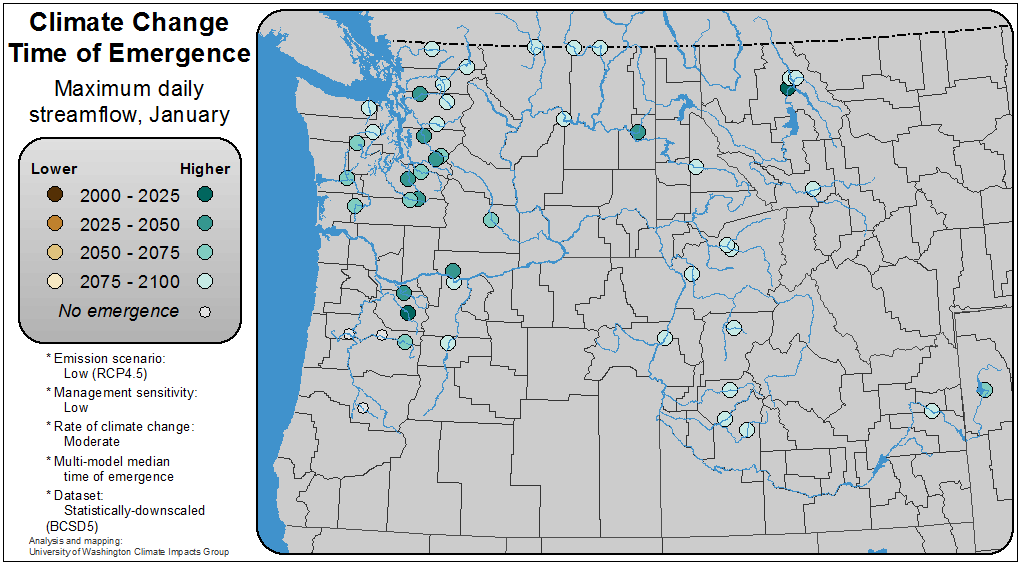 Climate Change
Time of Emergence
Maximum daily
streamflow, January
Lower Higher
2000 - 2025
2025 - 2050
2050 - 2075
2075 - 2100
No emergence
* Emission scenario:
Low (RCP4.5)
* Management sensitivity:
Low
* Rate of climate change:
Moderate
* Multi-model median
time of emergence
* Dataset:
Statistically-downscaled
(BCSD5)
Analysis and mapping:
University of Washington Climate Impacts Group